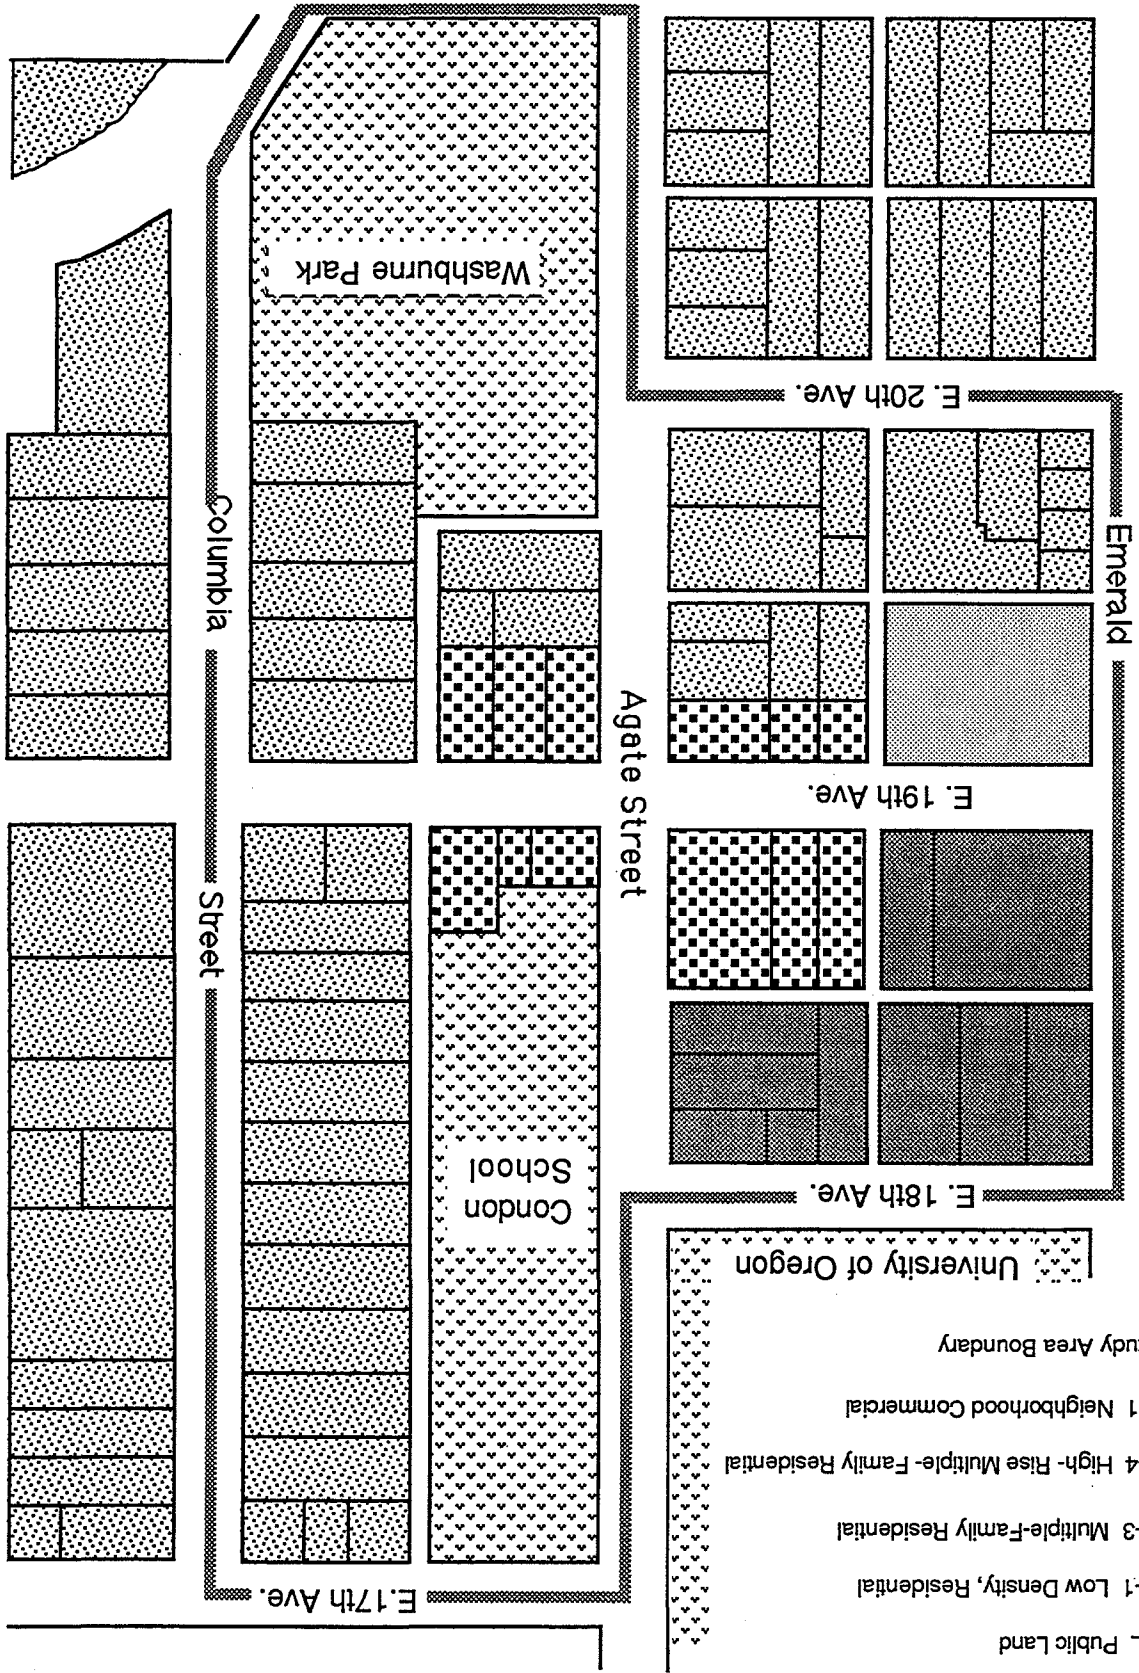 Public Land
-1 Low Density, Residential
-3 Multiple-Family Residential
-4 High- Rise Multiple- Family Residential
1 Neighborhood Commercial
udy Area Boundary
University of Oregon
E.17th Ave.
E. 18th Ave.
Condon
School
E. 19th Ave.
Agate Street
Emerald
Columbia
Street
E. 20th Ave.
Washburne Park